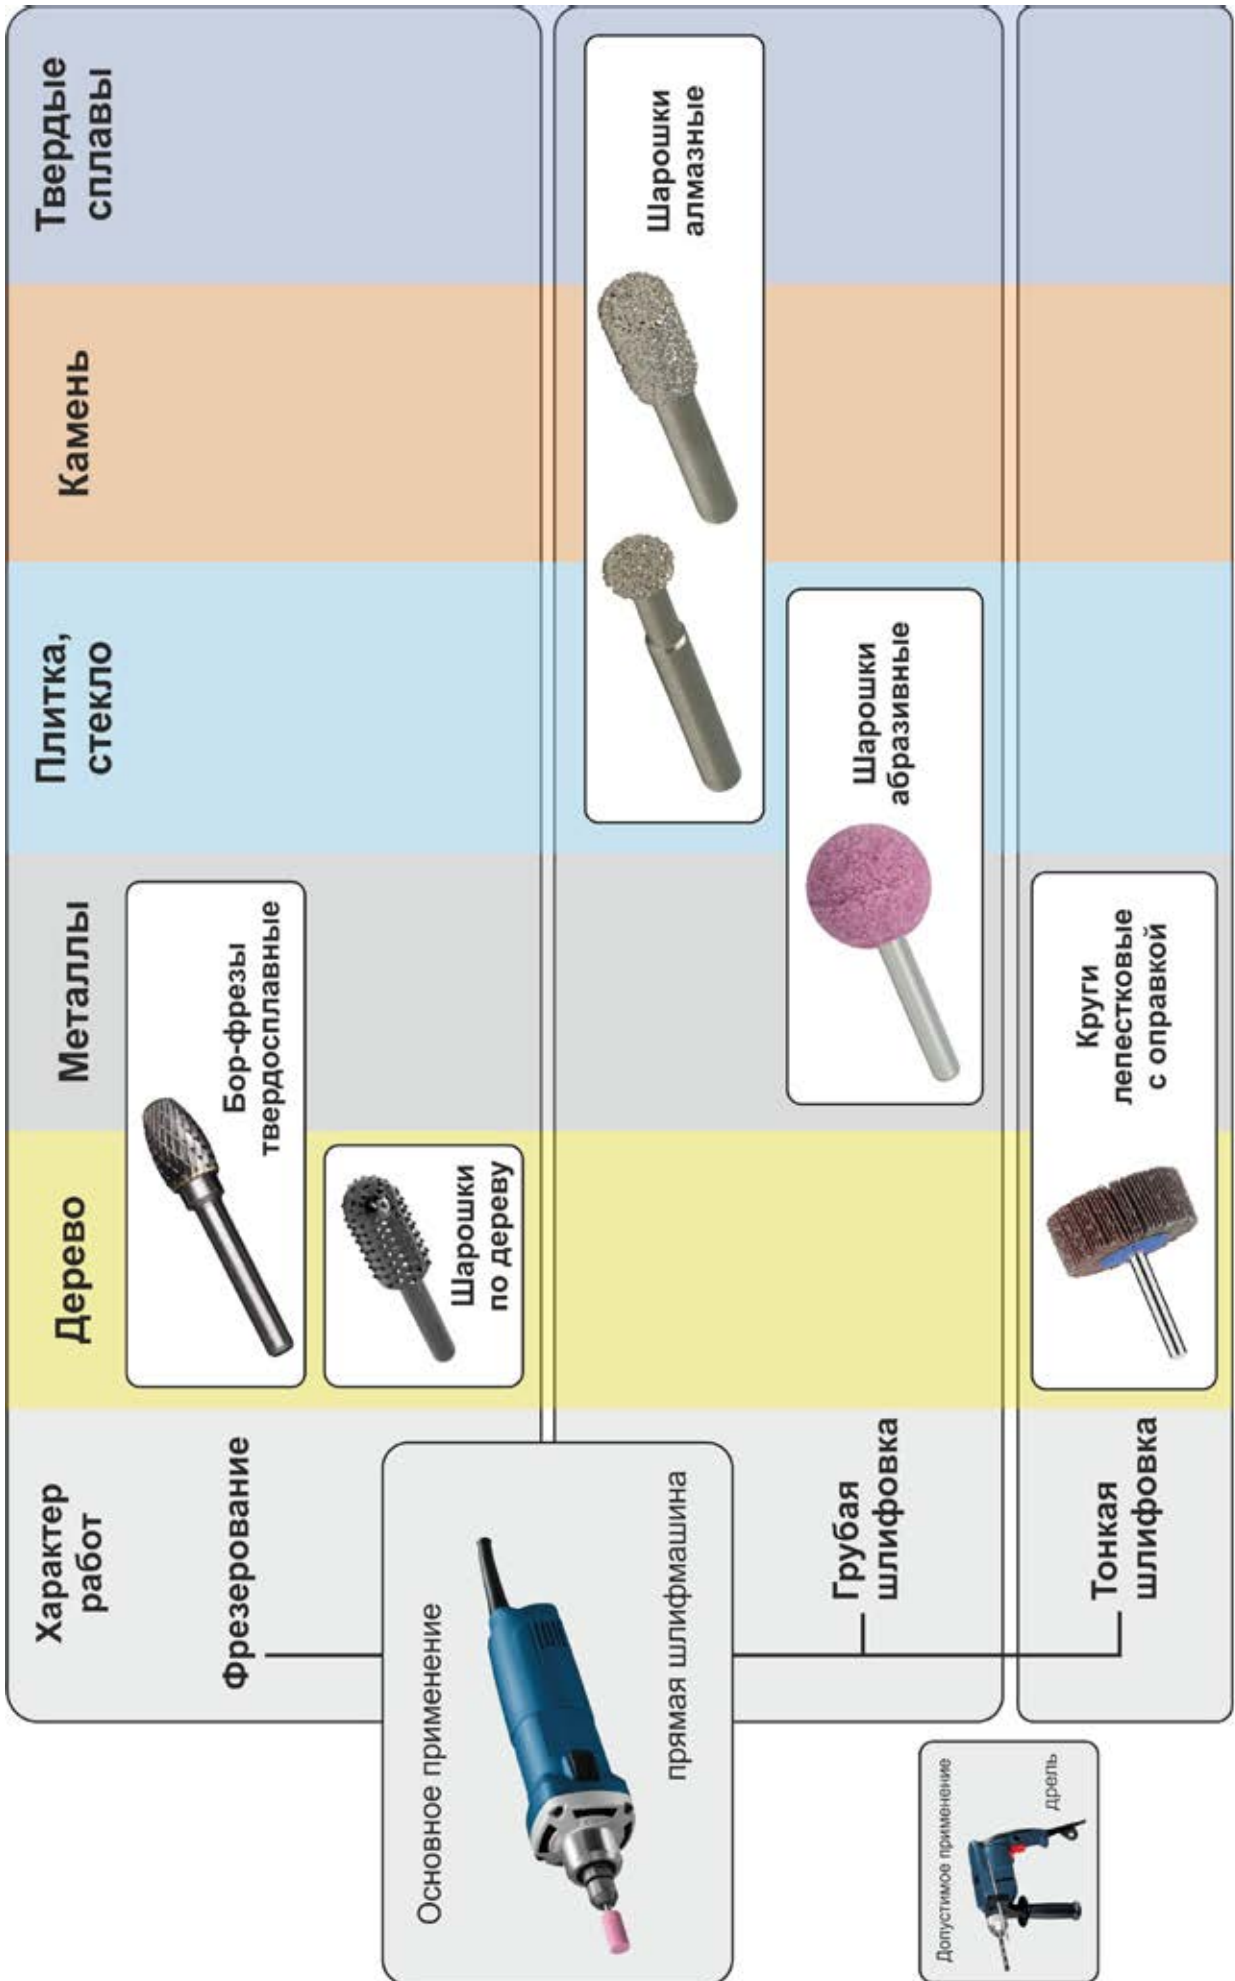 Характер
работ
Дерево
Металлы
Плитка,
стекло
Камень
Твердые
сплавы
Фрезерование
Бор-фрезы
твердосплавные
Шарошки
по дереву
Основное применение
прямая шлифмашина
Шарошки
алмазные
Грубая
шлифовка
Шарошки
абразивные
Тонкая
шлифовка
Круги
лепестковые
с оправкой
Допустимое применение
дрель